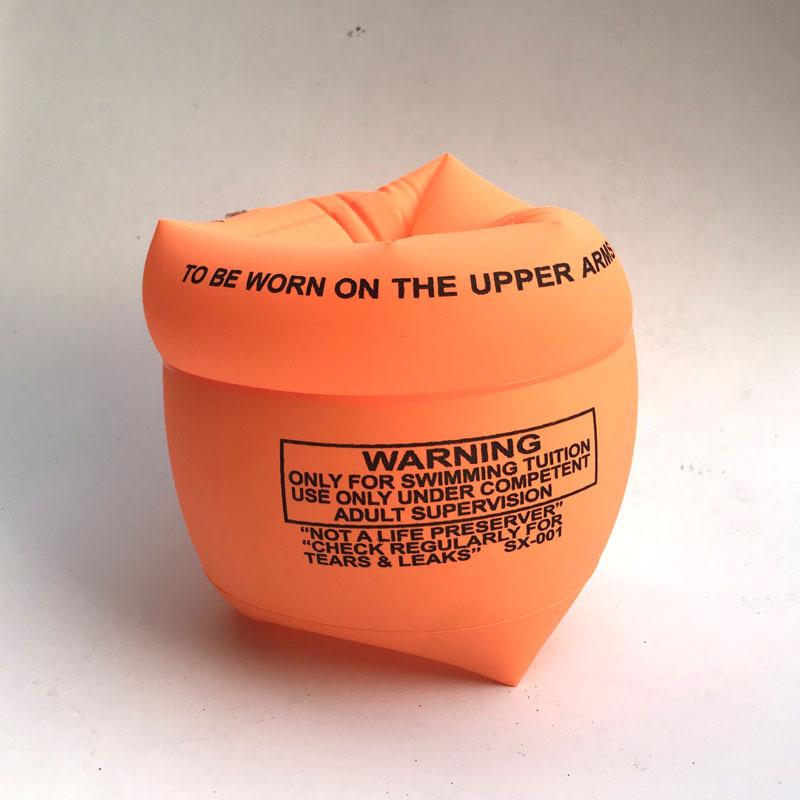 TO BE WORN ON THE UPPER ARMS
WARNING
ONLY FOR SWIMMING TUITION
USE ONLY UNDER COMPETENT
ADULT SUPERVISION
“NOT A LIFE PRESERVER”
“CHECK REGULARLY FOR
TEARS & LEAKS” SX-001